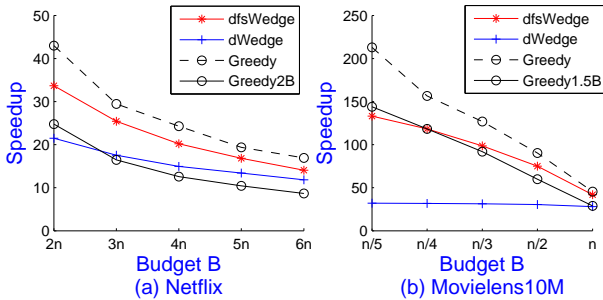 50
40
30
20
10
0
Speedup
2n 3n 4n 5n 6n
Budget B
(a) Netflix
dfsWedge
dWedge
Greedy
Greedy2B
250
200
150
100
50
0
Speedup
n/5 n/4 n/3 n/2 n
Budget B
(b) Movielens10M
dfsWedge
dWedge
Greedy
Greedy1.5B